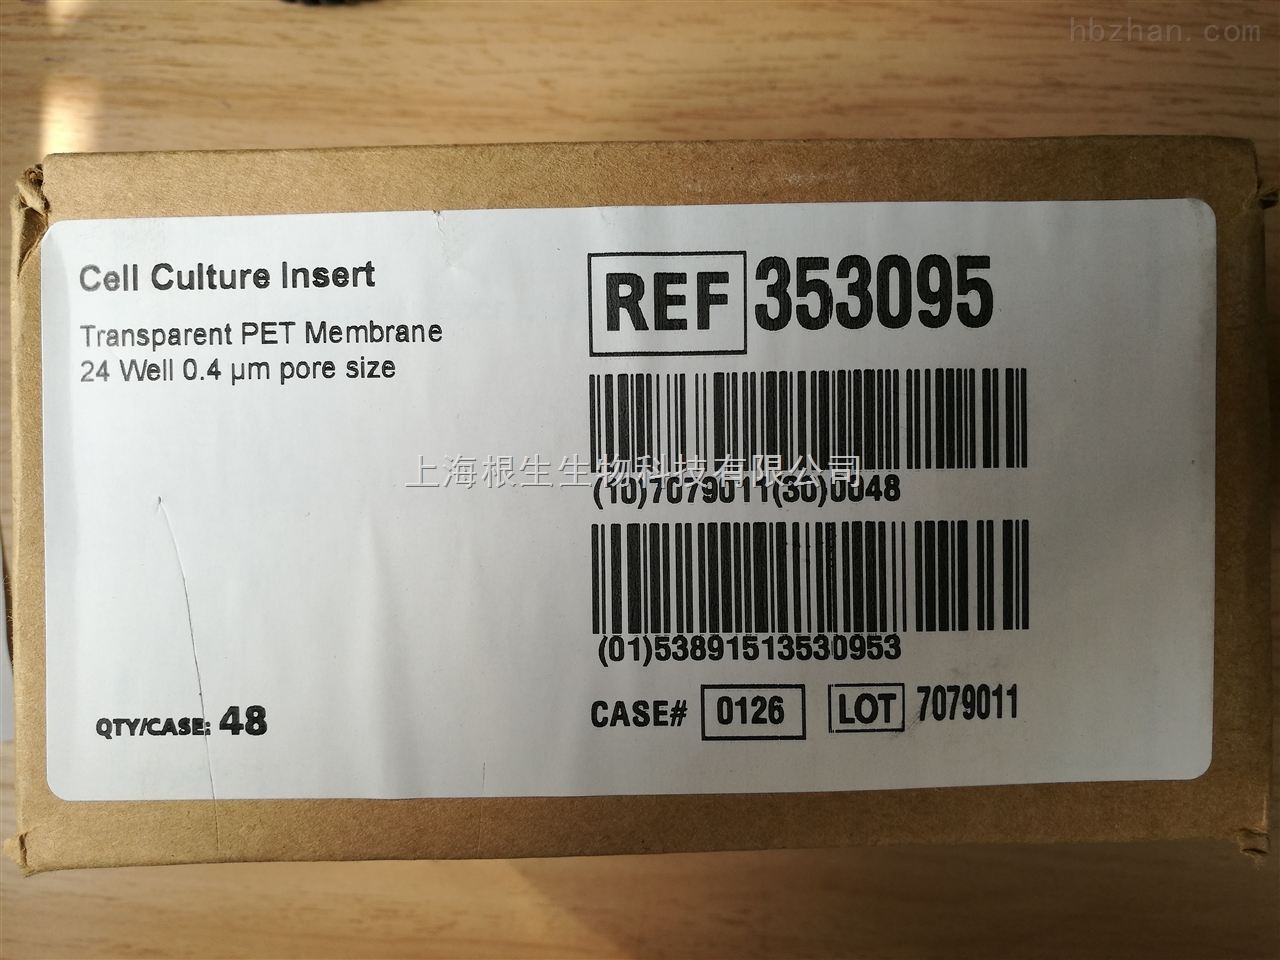 hbzhan.com
Cell Culture Insert
Transparent PET Membrane
24 Well 0.4 µm pore size
REF 353095
上海根生生物科技有限公司
(10)7079011(30)0048
(01)53891513530953
QTY/CASE: 48
CASE# 0126 LOT 7079011